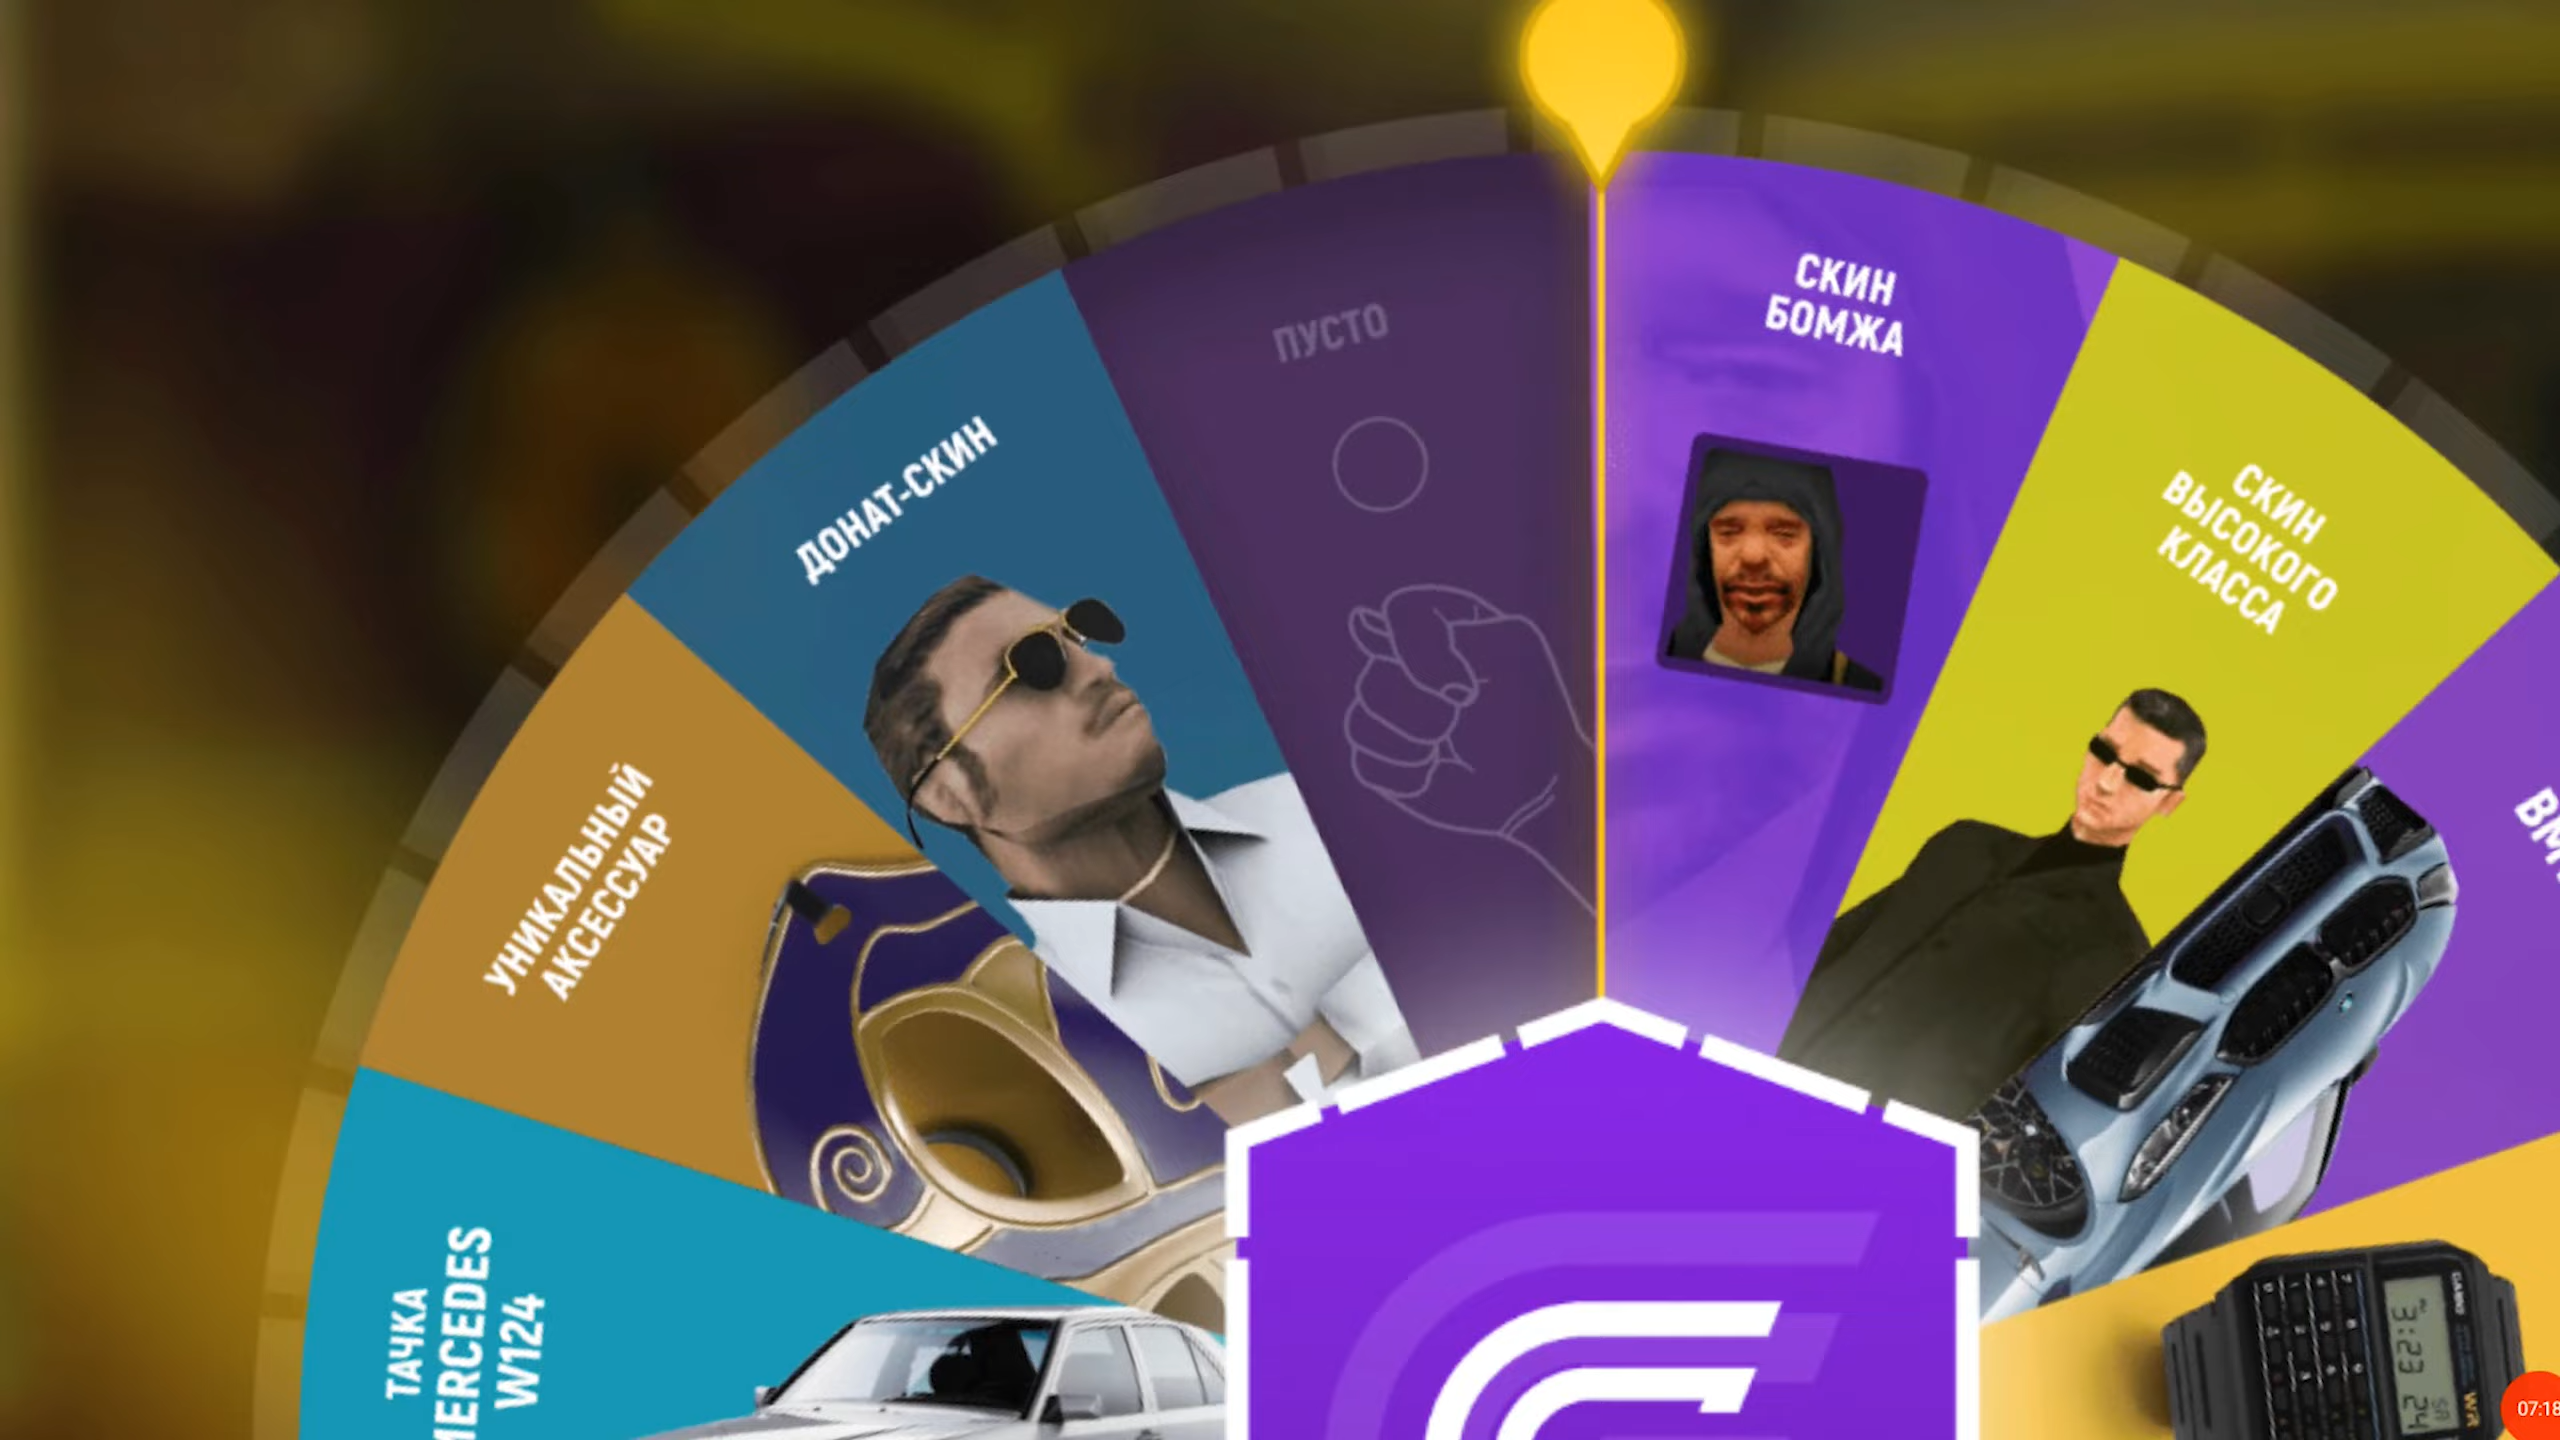 ПУСТО
СКИН
БОМЖА
ДОНАТ-СКИН
СКИН
ВЫСОКОГО
КЛАССА
УНИКАЛЬНЫЙ
АКСЕССУАР
ТАЧКА
MERCEDES
W124
07:18